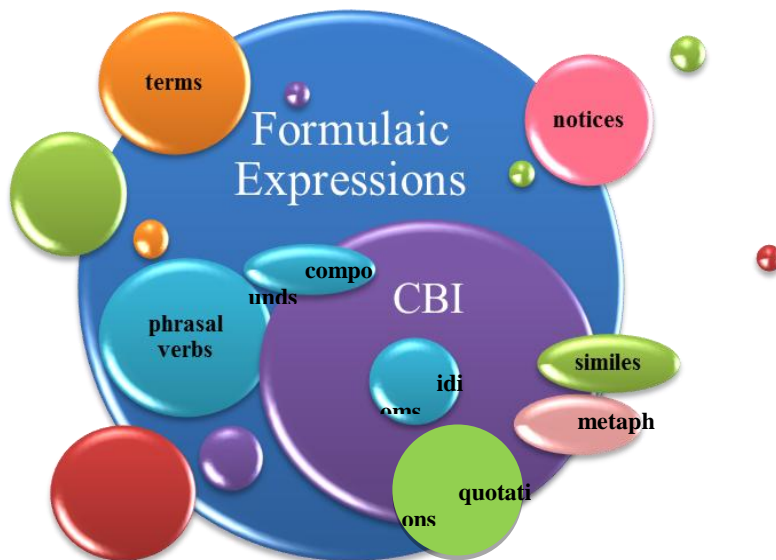 terms
notices
Formulaic
Expressions
compo
unds
CBI
phrasal
verbs
similes
idi
oms
metaph
quotati
ons